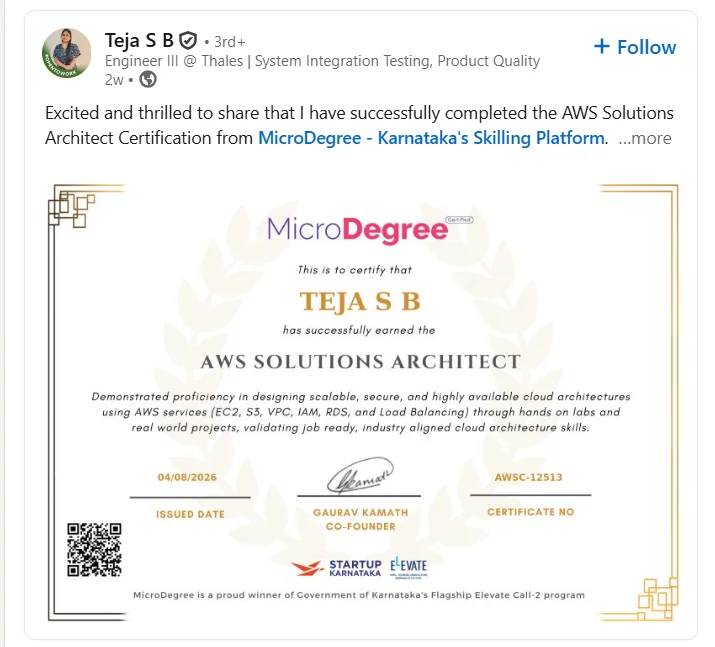 Teja S B • 3rd+
+ Follow
Engineer III @ Thales | System Integration Testing, Product Quality
2w •
#OPENTOWORK
Excited and thrilled to share that I have successfully completed the AWS Solutions
Architect Certification from MicroDegree - Karnataka's Skilling Platform. ...more
MicroDegree Certified
This is to certify that
TEJA S B
has successfully earned the
AWS SOLUTIONS ARCHITECT
Demonstrated proficiency in designing scalable, secure, and highly available cloud architectures
using AWS services (EC2, S3, VPC, IAM, RDS, and Load Balancing) through hands on labs and
real world projects, validating job ready, industry aligned cloud architecture skills.
04/08/2026
ISSUED DATE
GAURAV KAMATH
CO-FOUNDER
AWSC-12513
CERTIFICATE NO
STARTUP
KARNATAKA
ELEVATE
MicroDegree is a proud winner of Government of Karnataka's Flagship Elevate Call-2 program